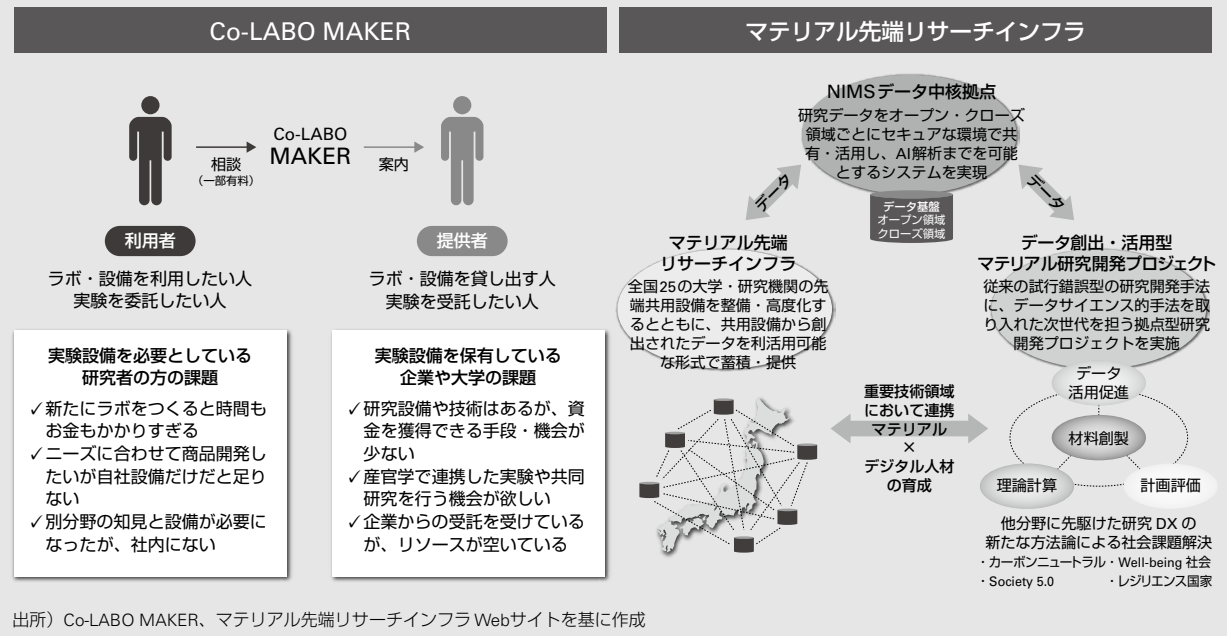 Co-LABO MAKER
Co-LABO
MAKER
相談
（一部有料）
案内
利用者
提供者
ラボ・設備を利用したい人
実験を委託したい人
ラボ・設備を貸し出す人
実験を受託したい人
実験設備を必要としている
研究者の方の課題
✓新たにラボをつくると時間も
お金もかかりすぎる
✓ニーズに合わせて商品開発し
たいが自社設備だけだと足り
ない
✓別分野の知見と設備が必要に
なったが、社内にない
実験設備を保有している
企業や大学の課題
✓研究設備や技術はあるが、資
金を獲得できる手段・機会が
少ない
✓産官学で連携した実験や共同
研究を行う機会が欲しい
✓企業からの受託を受けている
が、リソースが空いている
マテリアル先端リサーチインフラ
NIMSデータ中核拠点
研究データをオープン・クローズ
領域ごとにセキュアな環境で共
有・活用し、AI解析までを可能
とするシステムを実現
データ
データ
データ基盤
オープン領域
クローズ領域
マテリアル先端
リサーチインフラ
全国25の大学・研究機関の先
端共用設備を整備・高度化す
るとともに、共用設備から創
出されたデータを利活用可能
な形式で蓄積・提供
データ創出・活用型
マテリアル研究開発プロジェクト
従来の試行錯誤型の研究開発手法
に、データサイエンス的手法を取
り入れた次世代を担う拠点型研究
開発プロジェクトを実施
重要技術領域
において連携
マテリアル
×
デジタル人材
の育成
データ
活用促進
材料創製
理論計算
計画評価
他分野に先駆けた研究 DX の
新たな方法論による社会課題解決
・カーボンニュートラル・Well-being 社会
・Society 5.0 ・レジリエンス国家
出所）Co-LABO MAKER、マテリアル先端リサーチインフラ Webサイトを基に作成